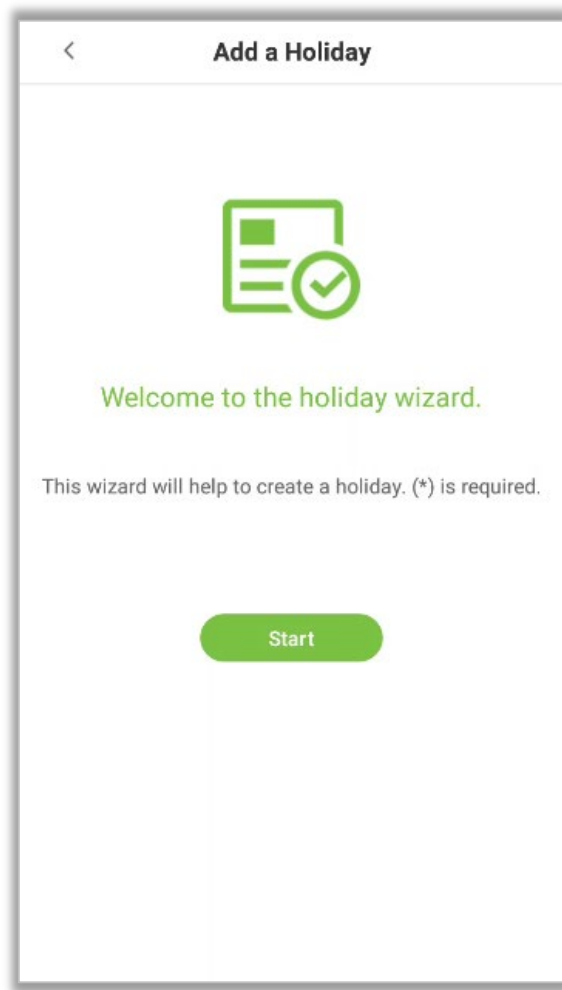 Add a Holiday
Welcome to the holiday wizard.
This wizard will help to create a holiday. (*) is required.
Start